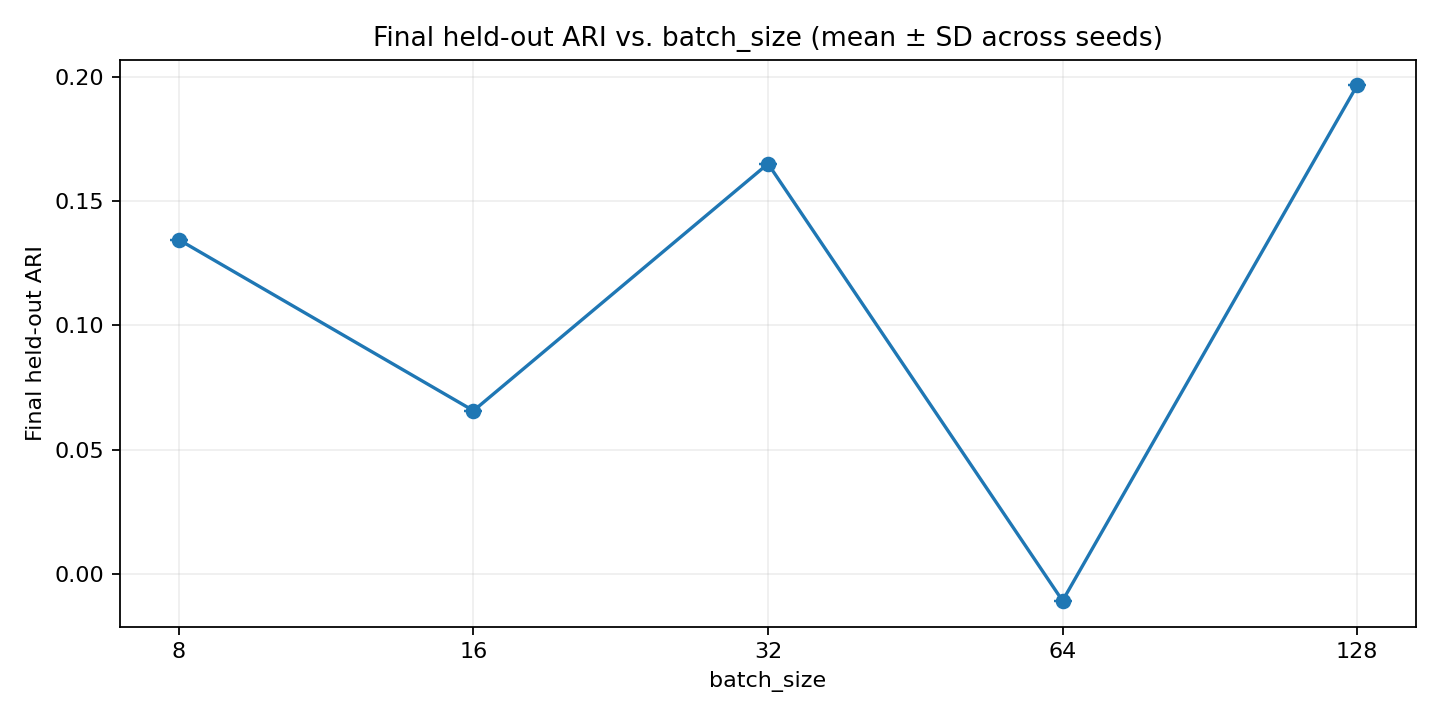 Final held-out ARI vs. batch_size (mean ± SD across seeds)
Final held-out ARI
0.20
0.15
0.10
0.05
0.00
8 16 32 64 128
batch_size